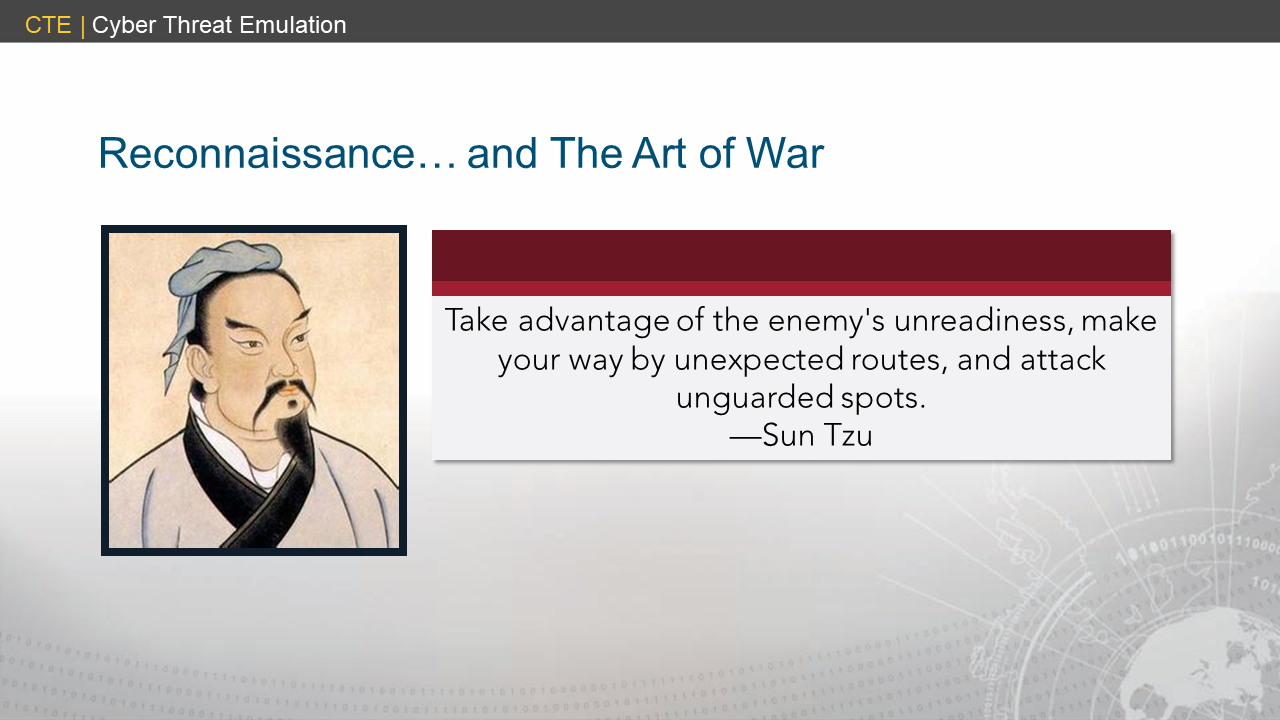 CTE | Cyber Threat Emulation
Reconnaissance… and The Art of War
Take advantage of the enemy's unreadiness, make
your way by unexpected routes, and attack
unguarded spots.
—Sun Tzu